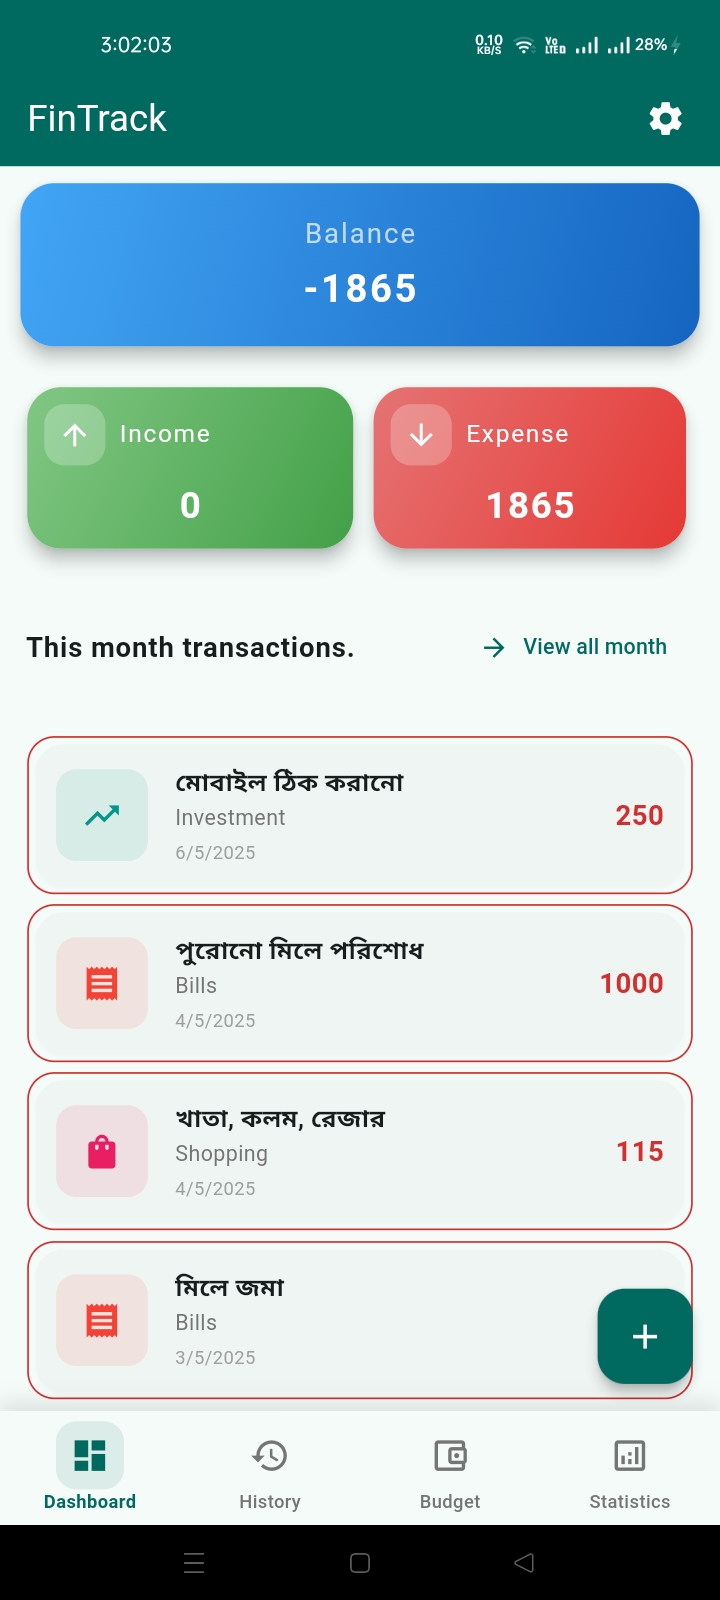 3:02:03
0.10 KB/S Vo LTE 28%
FinTrack
Balance
-1865
Income
0
Expense
1865
This month transactions.
View all month
মোবাইল ঠিক করানো
Investment
6/5/2025
250
পুরোনো মিলে পরিশোধ
Bills
4/5/2025
1000
খাতা, কলম, রেজার
Shopping
4/5/2025
115
মিলে জমা
Bills
3/5/2025
Dashboard
History
Budget
Statistics